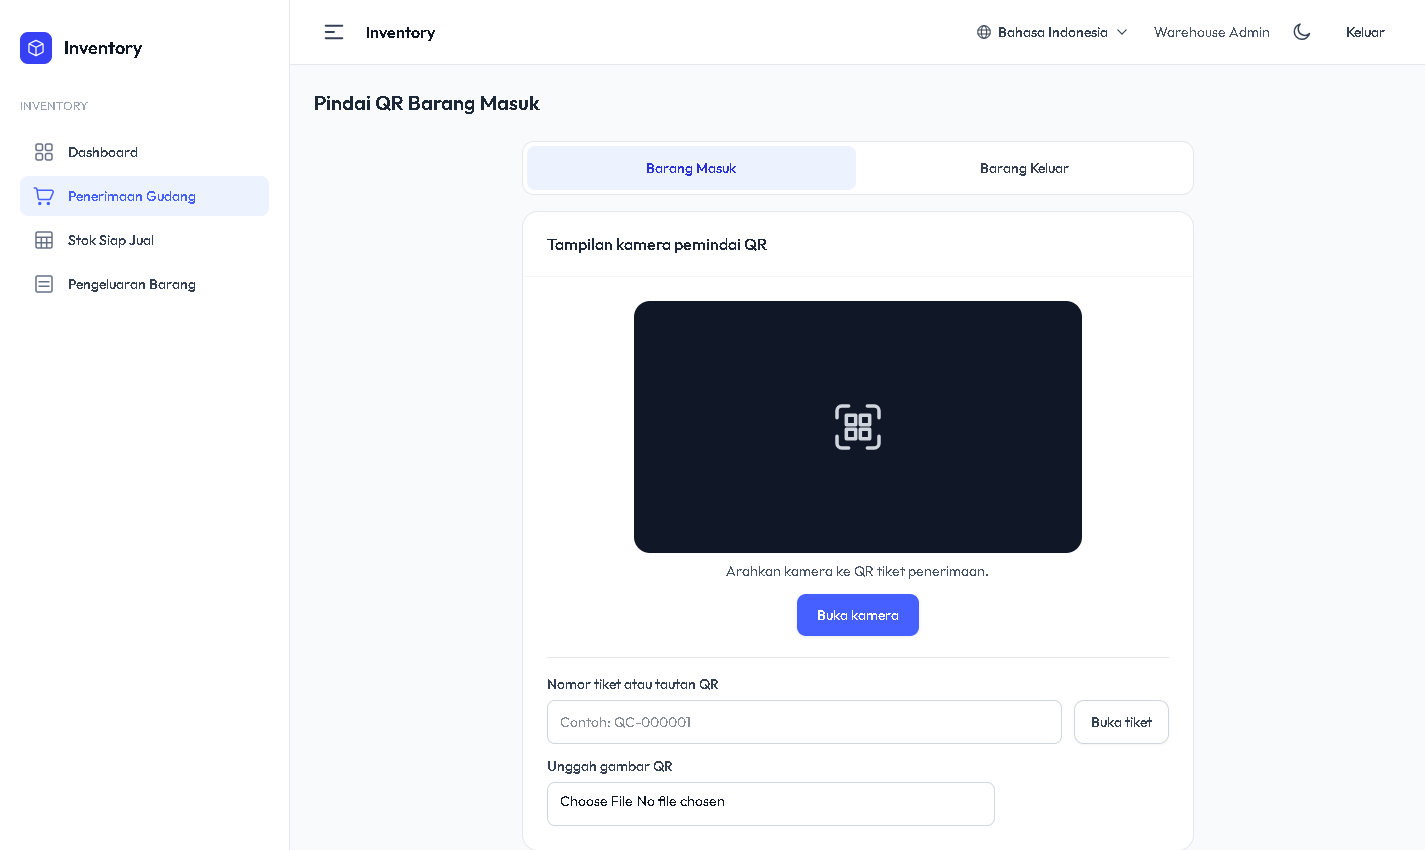 Inventory
INVENTORY
Dashboard
Penerimaan Gudang
Stok Siap Jual
Pengeluaran Barang
Inventory
Bahasa Indonesia
Warehouse Admin
Keluar
Pindai QR Barang Masuk
Barang Masuk
Barang Keluar
Tampilan kamera pemindai QR
Arahkan kamera ke QR tiket penerimaan.
Buka kamera
Nomor tiket atau tautan QR
Contoh: QC-000001
Buka tiket
Unggah gambar QR
Choose File No file chosen